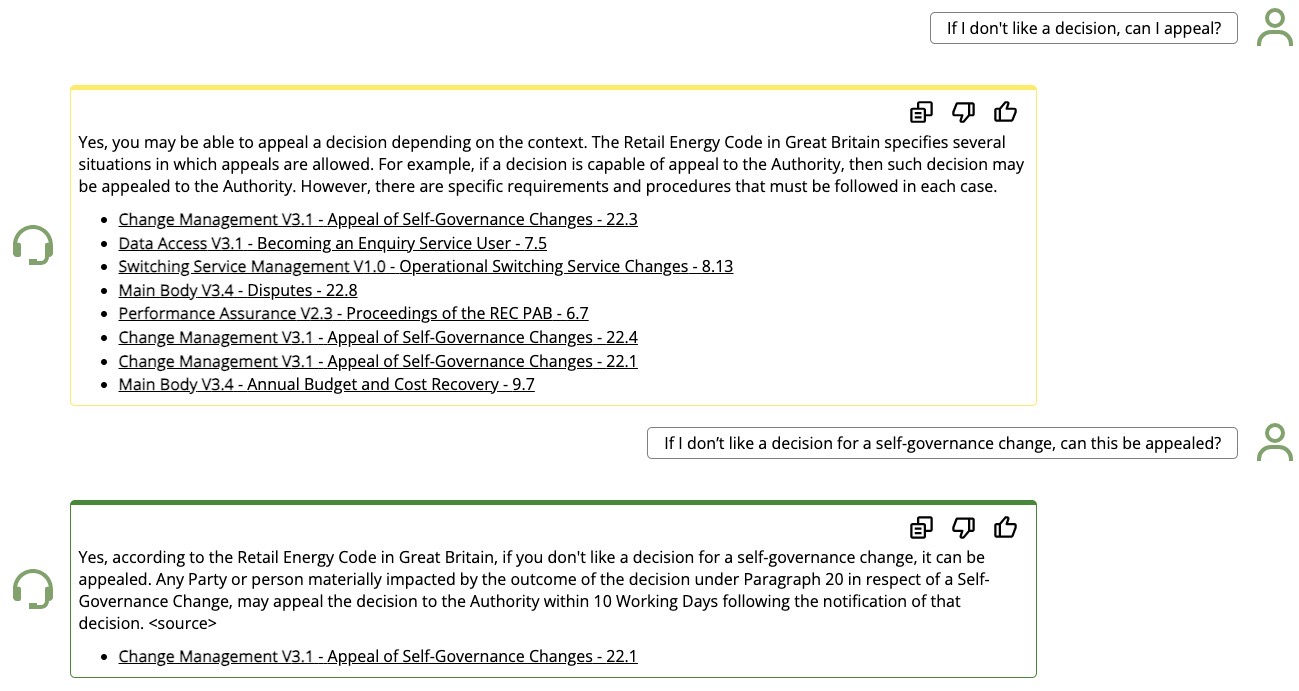 If I don't like a decision, can I appeal?
Yes, you may be able to appeal a decision depending on the context. The Retail Energy Code in Great Britain specifies several
situations in which appeals are allowed. For example, if a decision is capable of appeal to the Authority, then such decision may
be appealed to the Authority. However, there are specific requirements and procedures that must be followed in each case.
• Change Management V3.1 - Appeal of Self-Governance Changes - 22.3
• Data Access V3.1 - Becoming an Enquiry Service User - 7.5
• Switching Service Management V1.0 - Operational Switching Service Changes - 8.13
• Main Body V3.4 - Disputes - 22.8
• Performance Assurance V2.3 - Proceedings of the REC PAB - 6.7
• Change Management V3.1 - Appeal of Self-Governance Changes - 22.4
• Change Management V3.1 - Appeal of Self-Governance Changes - 22.1
• Main Body V3.4 - Annual Budget and Cost Recovery - 9.7
If I don’t like a decision for a self-governance change, can this be appealed?
Yes, according to the Retail Energy Code in Great Britain, if you don't like a decision for a self-governance change, it can be
appealed. Any Party or person materially impacted by the outcome of the decision under Paragraph 20 in respect of a Self-
Governance Change, may appeal the decision to the Authority within 10 Working Days following the notification of that
decision. <source>
• Change Management V3.1 - Appeal of Self-Governance Changes - 22.1